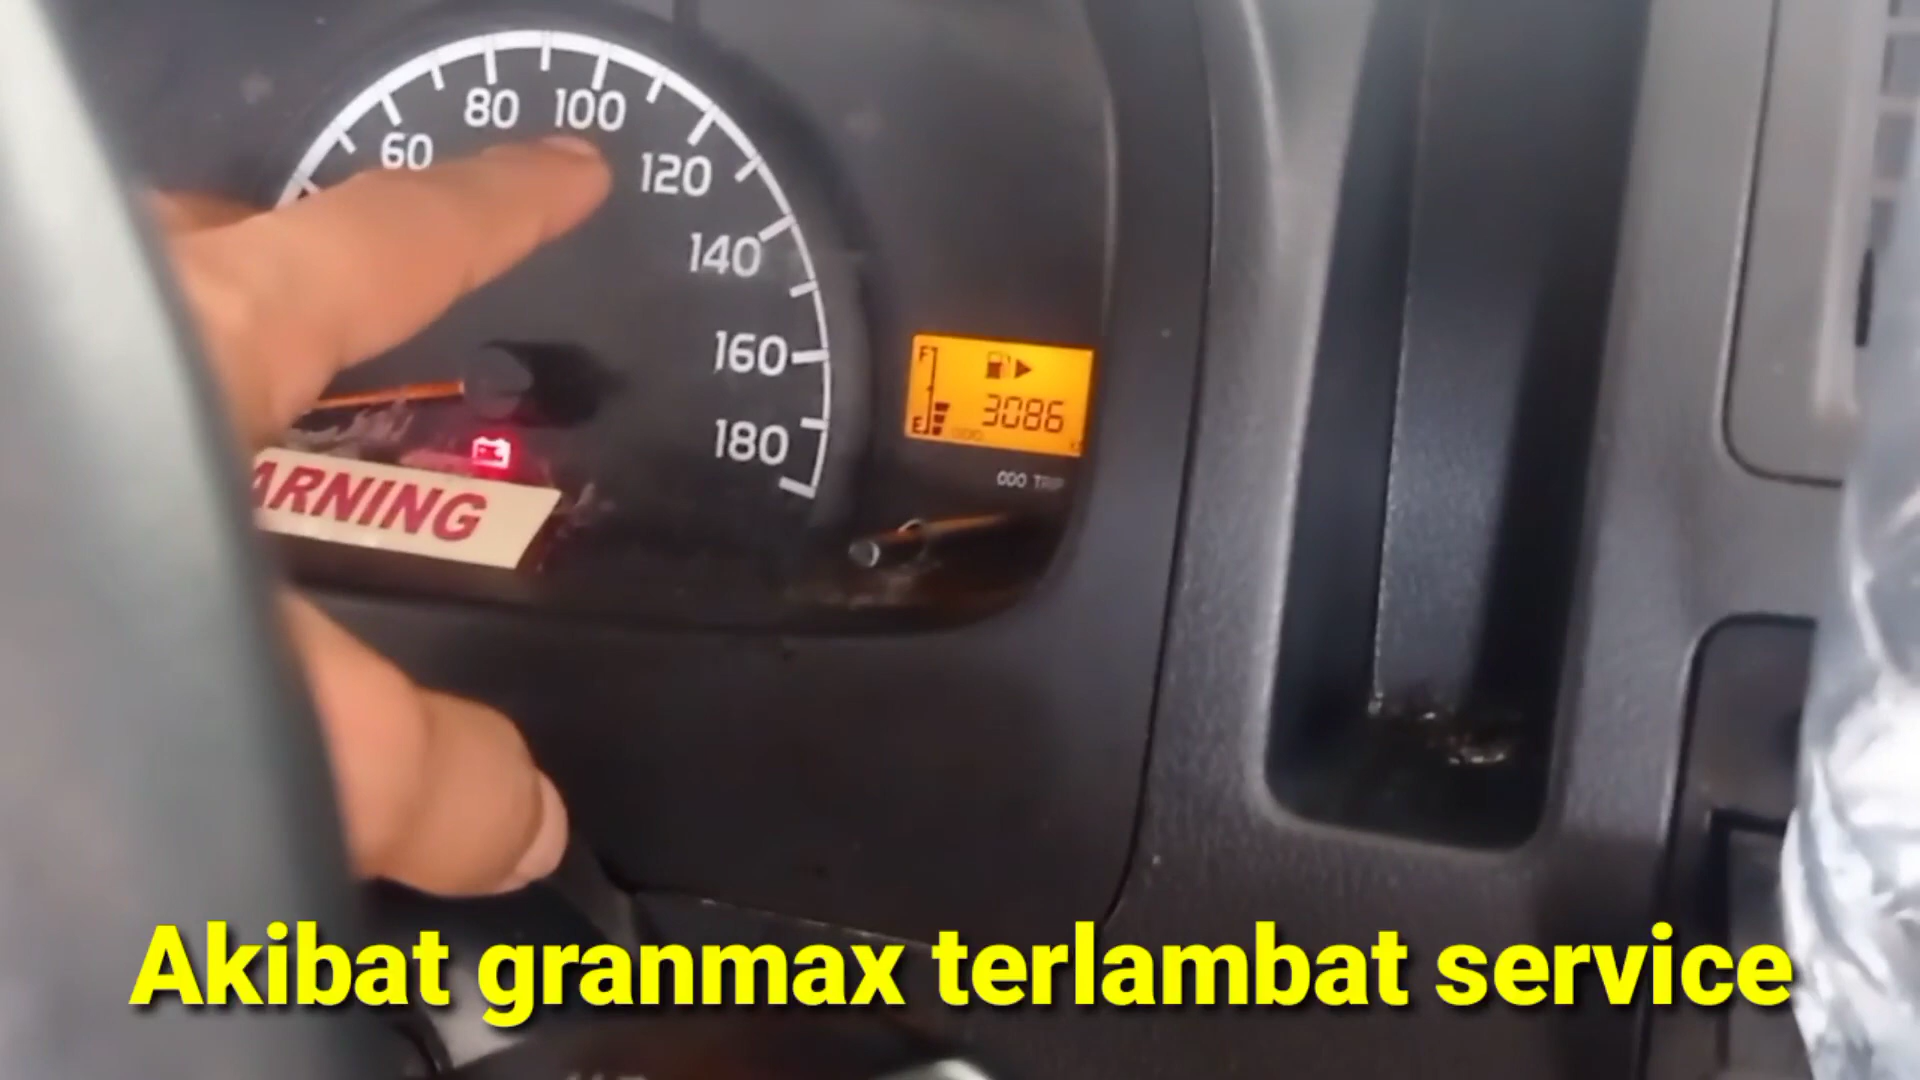 80 100
60
120
140
160
180
F
3086
E
ODO TRIP
ARNING
Akibat granmax terlambat service